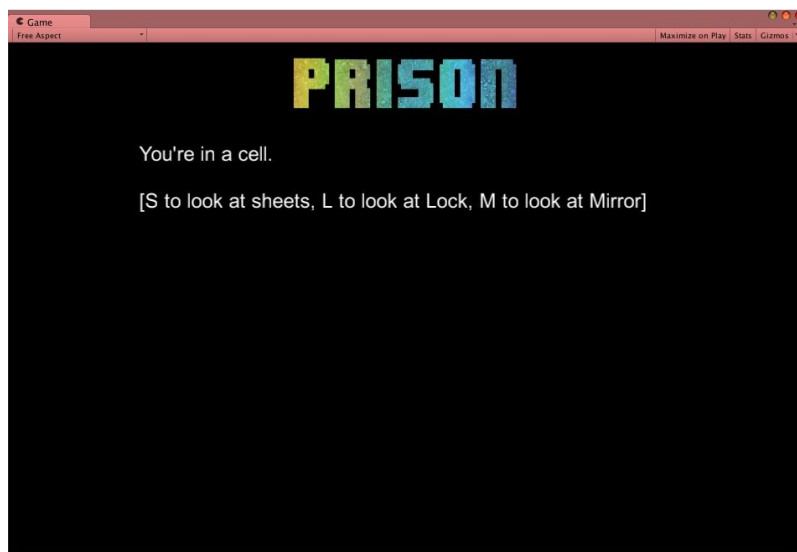 Game
Free Aspect Maximize on Play Stats Gizmos
PRISON
You're in a cell.
[S to look at sheets, L to look at Lock, M to look at Mirror]